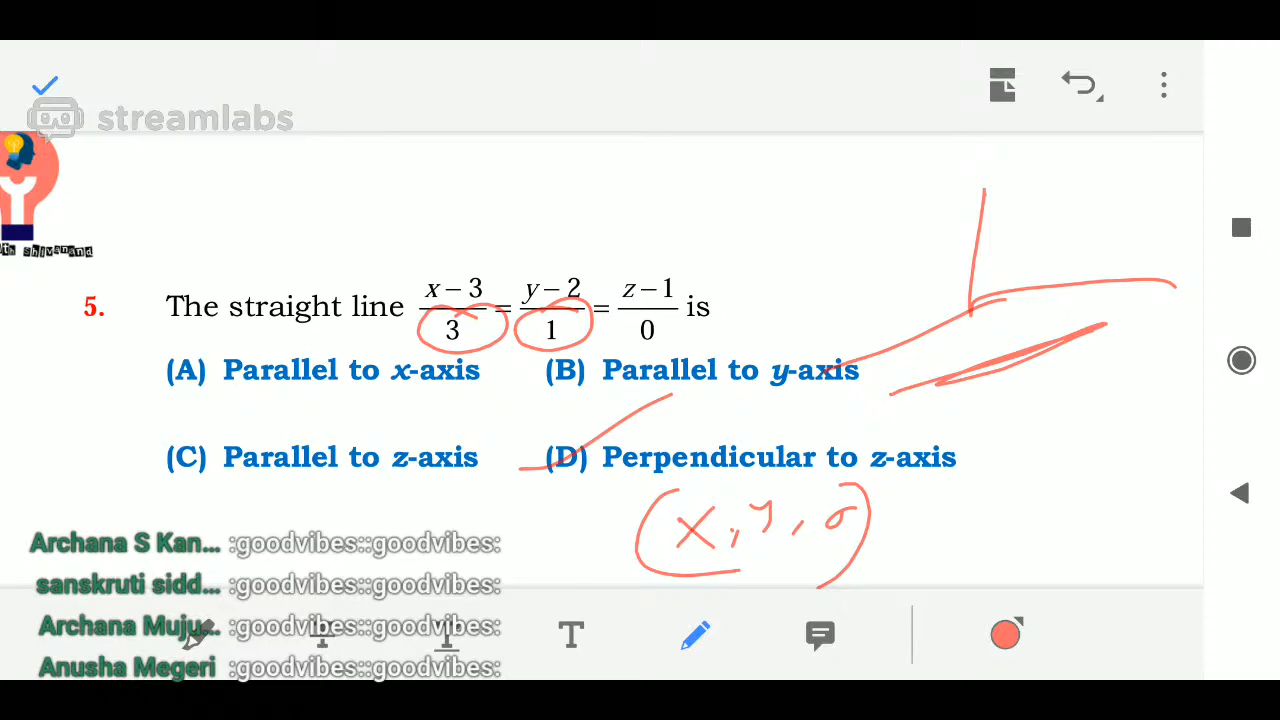 streamlabs
ith shivanand
5. The straight line (x – 3)/3 = (y – 2)/1 = (z – 1)/0 is
(A) Parallel to x-axis (B) Parallel to y-axis
(C) Parallel to z-axis (D) Perpendicular to z-axis
(x, y, 0)
Archana S Kan... :goodvibes::goodvibes:
sanskruti sidd... :goodvibes::goodvibes:
Archana Muju... :goodvibes::goodvibes:
Anusha Megeri :goodvibes::goodvibes: